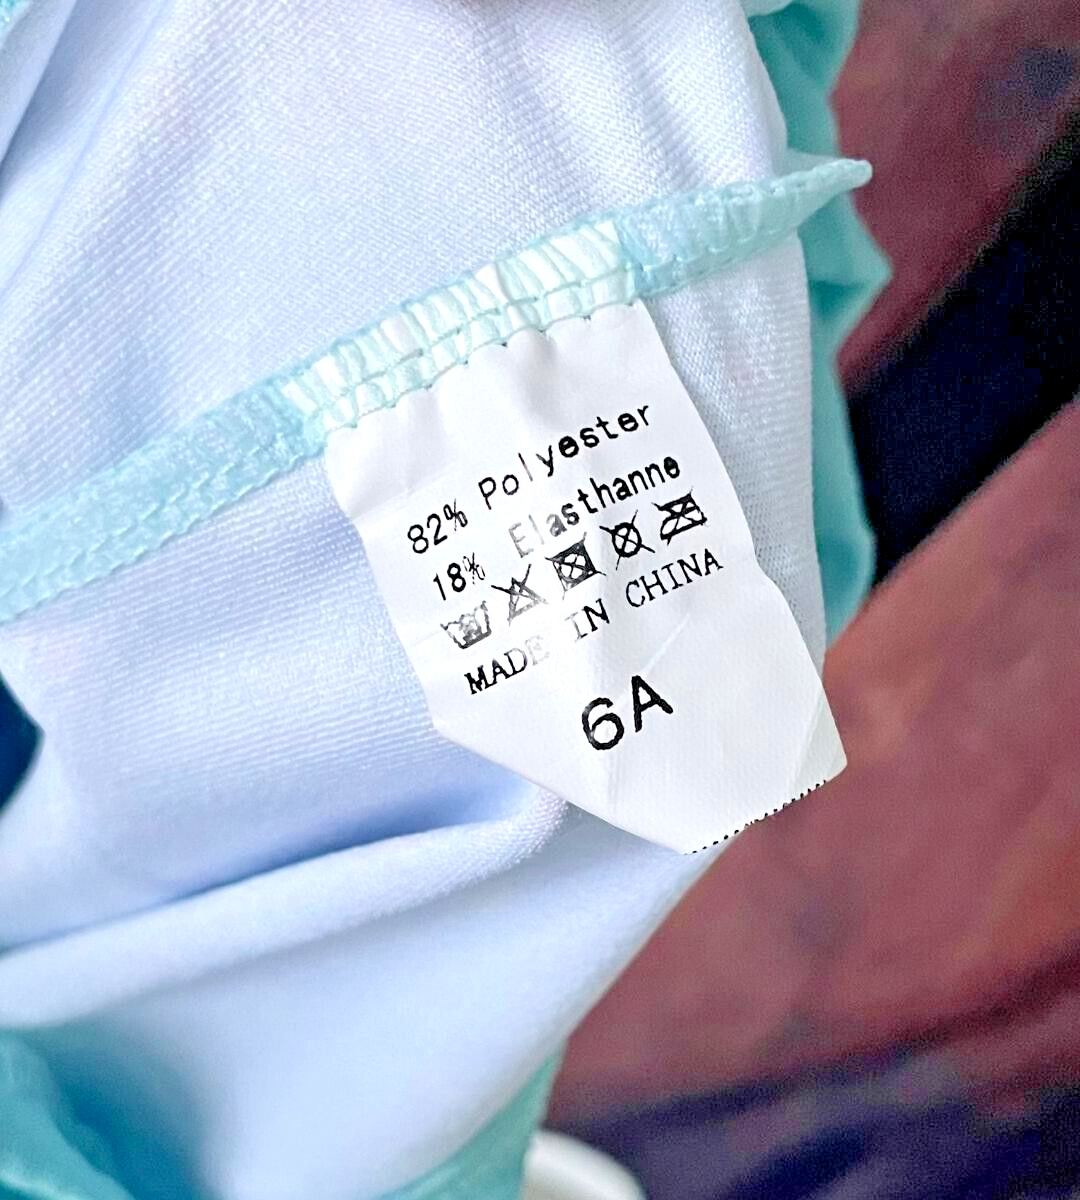 82% Polyester
18% Elasthanne
MADE IN CHINA
6A